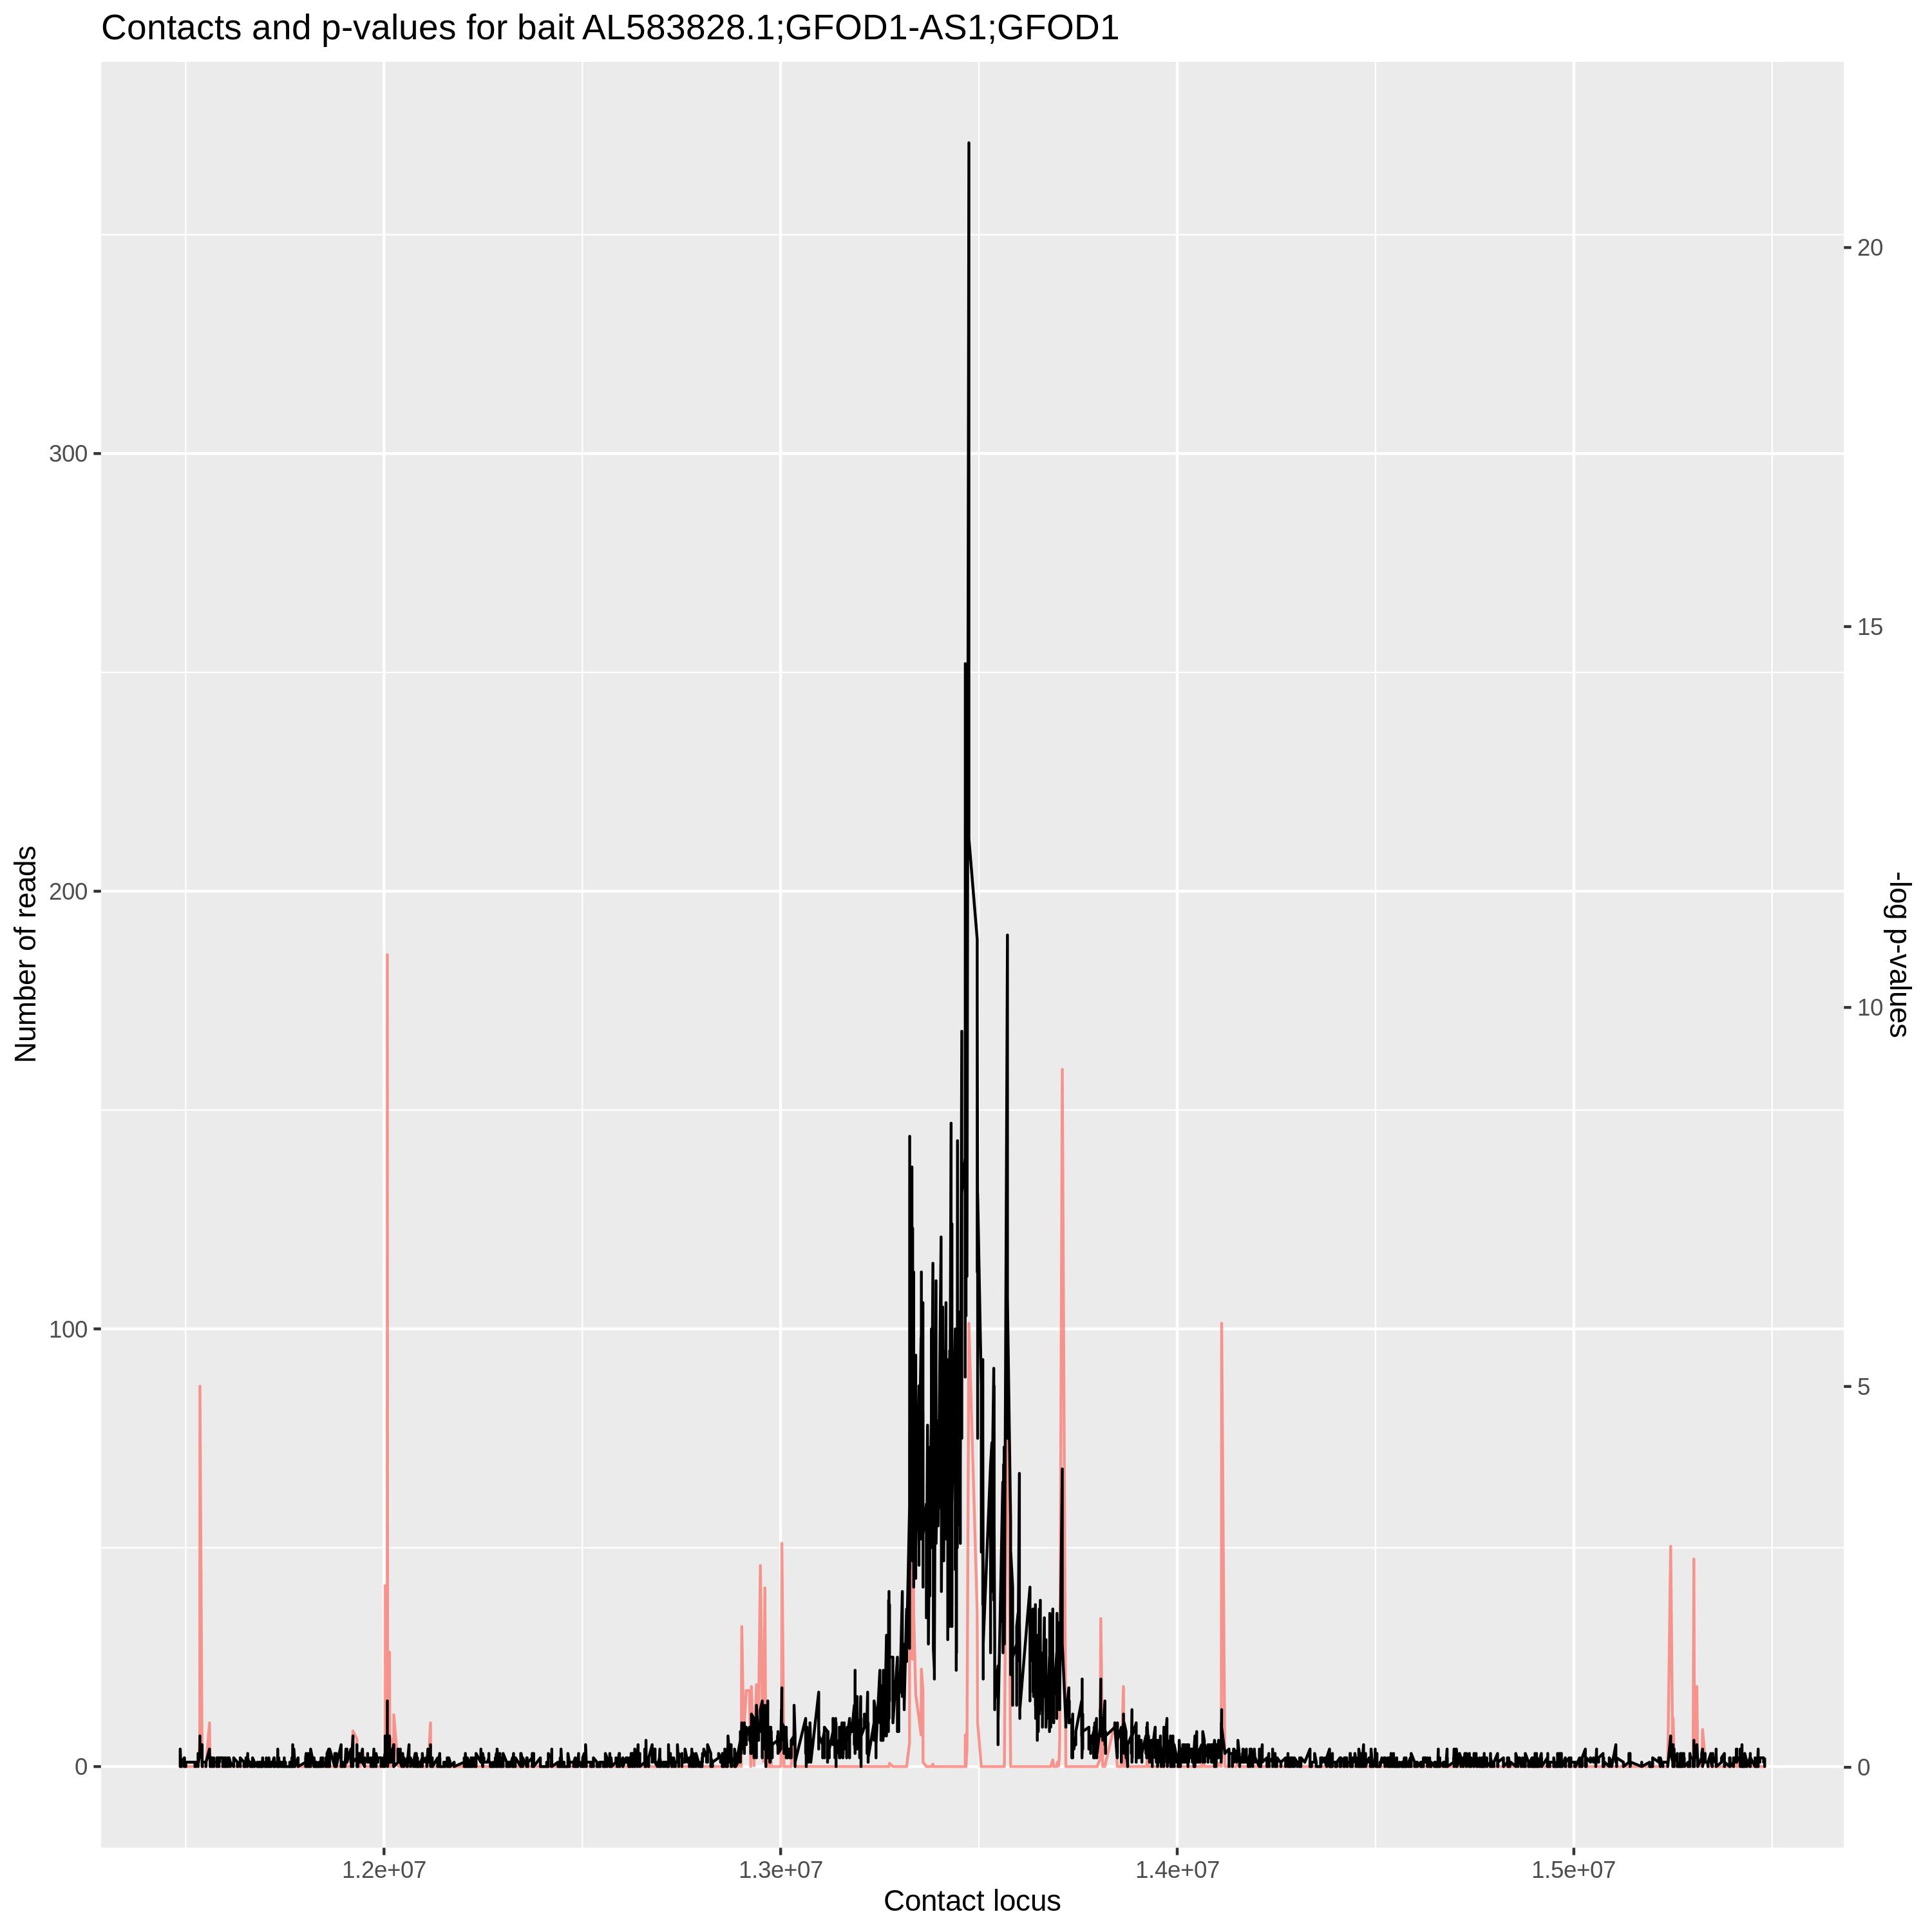 Contacts and p-values for bait AL583828.1;GFOD1-AS1;GFOD1
Number of reads
300
200
100
0
20
15
10
5
0
-log p-values
1.2e+07
1.3e+07
1.4e+07
1.5e+07
Contact locus